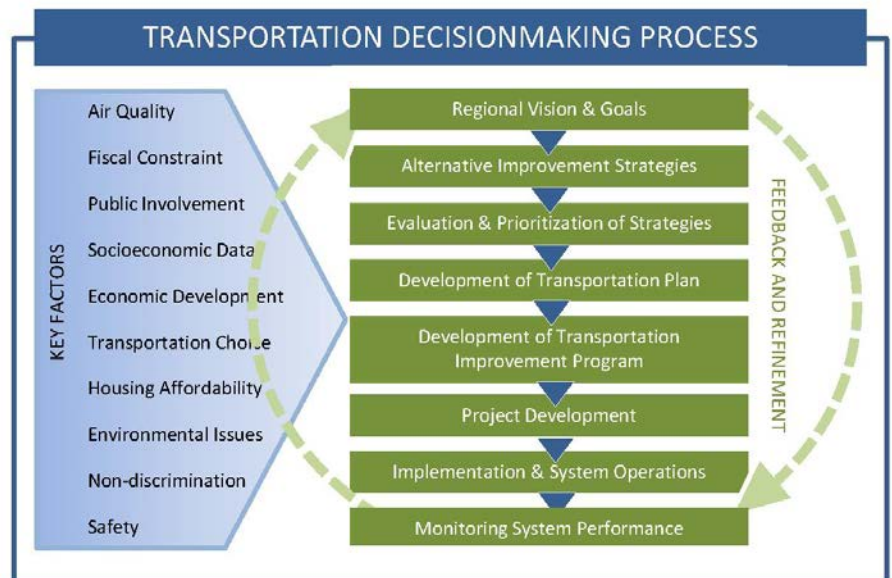 TRANSPORTATION DECISIONMAKING PROCESS
KEY FACTORS
Air Quality
Fiscal Constraint
Public Involvement
Socioeconomic Data
Economic Development
Transportation Choice
Housing Affordability
Environmental Issues
Non-discrimination
Safety
Regional Vision & Goals
Alternative Improvement Strategies
Evaluation & Prioritization of Strategies
Development of Transportation Plan
Development of Transportation
Improvement Program
Project Development
Implementation & System Operations
Monitoring System Performance
FEEDBACK AND REFINEMENT